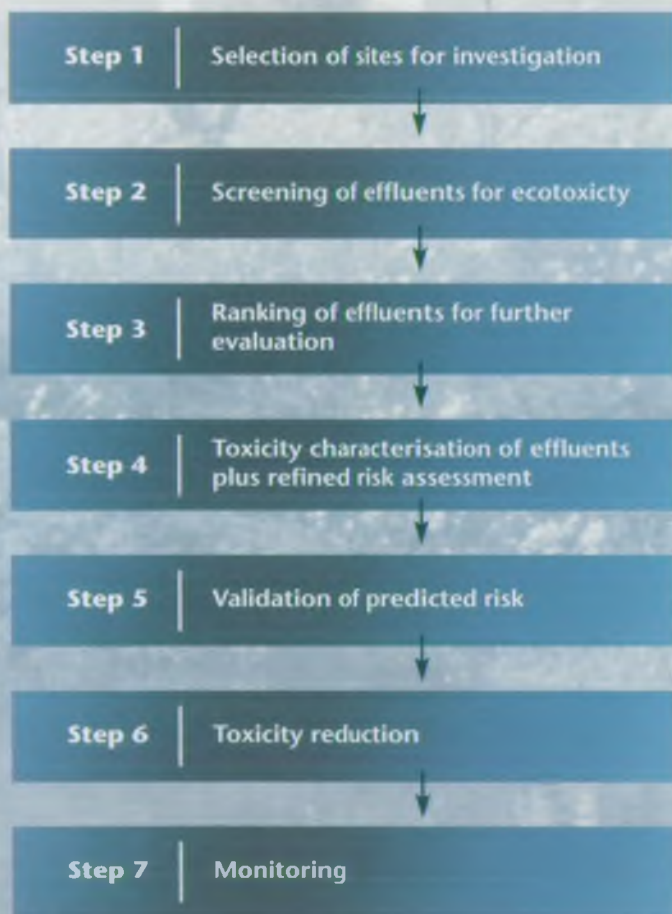 Step 1 Selection of sites for investigation
Step 2 Screening of effluents for ecotoxicty
Step 3 Ranking of effluents for further
evaluation
Step 4 Toxicity characterisation of effluents
plus refined risk assessment
Step 5 Validation of predicted risk
Step 6 Toxicity reduction
Step 7 Monitoring